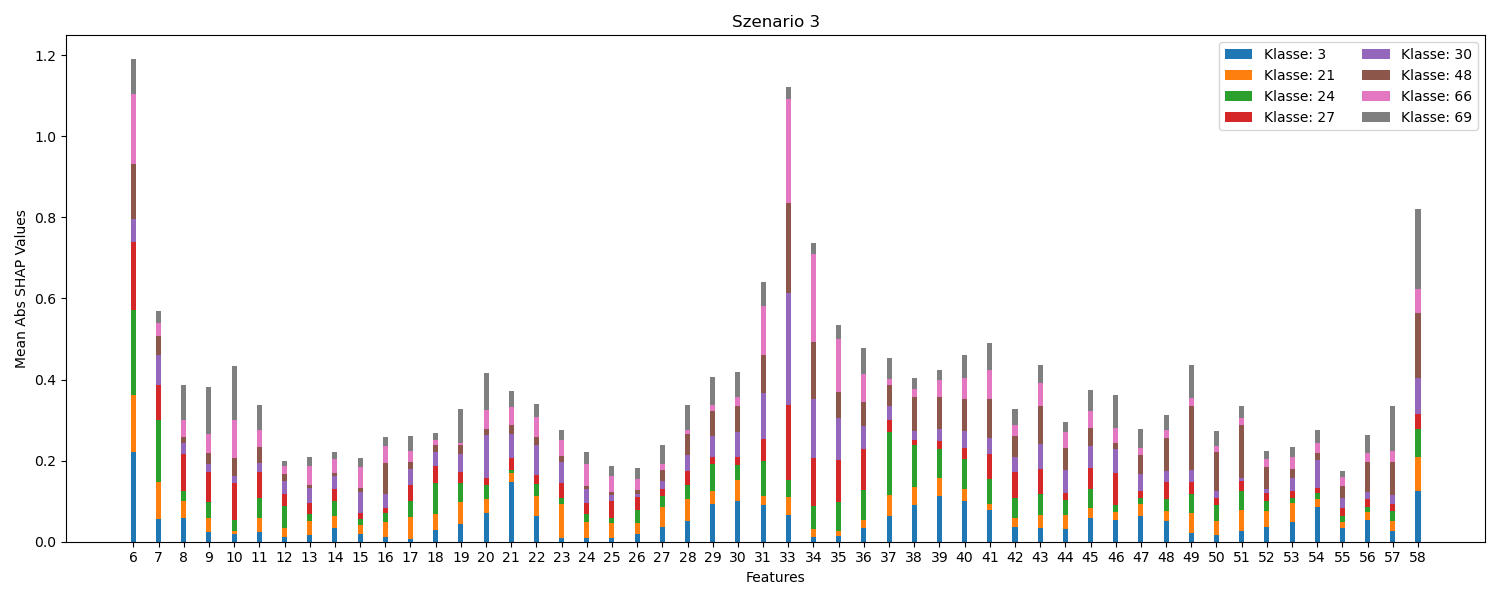 Szenario 3
Klasse: 3
Klasse: 21
Klasse: 24
Klasse: 27
Klasse: 30
Klasse: 48
Klasse: 66
Klasse: 69
Mean Abs SHAP Values
1.2
1.0
0.8
0.6
0.4
0.2
0.0
6 7 8 9 10 11 12 13 14 15 16 17 18 19 20 21 22 23 24 25 26 27 28 29 30 31 33 34 35 36 37 38 39 40 41 42 43 44 45 46 47 48 49 50 51 52 53 54 55 56 57 58
Features